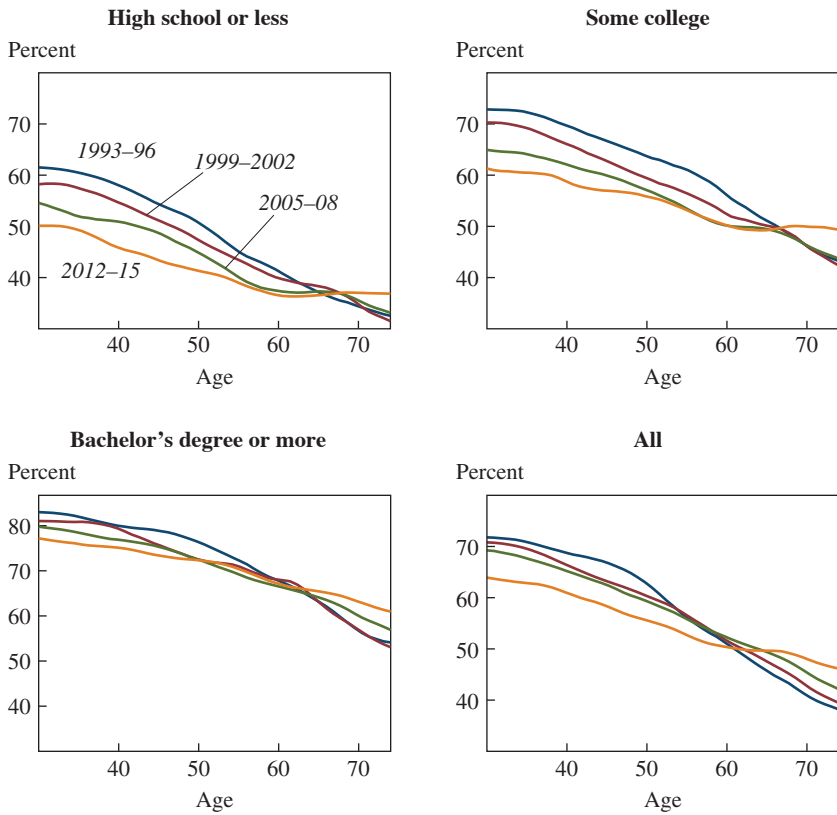 High school or less
Percent
70
60
50
40
1993–96
1999–2002
2005–08
2012–15
40 50 60 70
Age
Some college
Percent
70
60
50
40
40 50 60 70
Age
Bachelor's degree or more
Percent
80
70
60
50
40
40 50 60 70
Age
All
Percent
70
60
50
40
40 50 60 70
Age